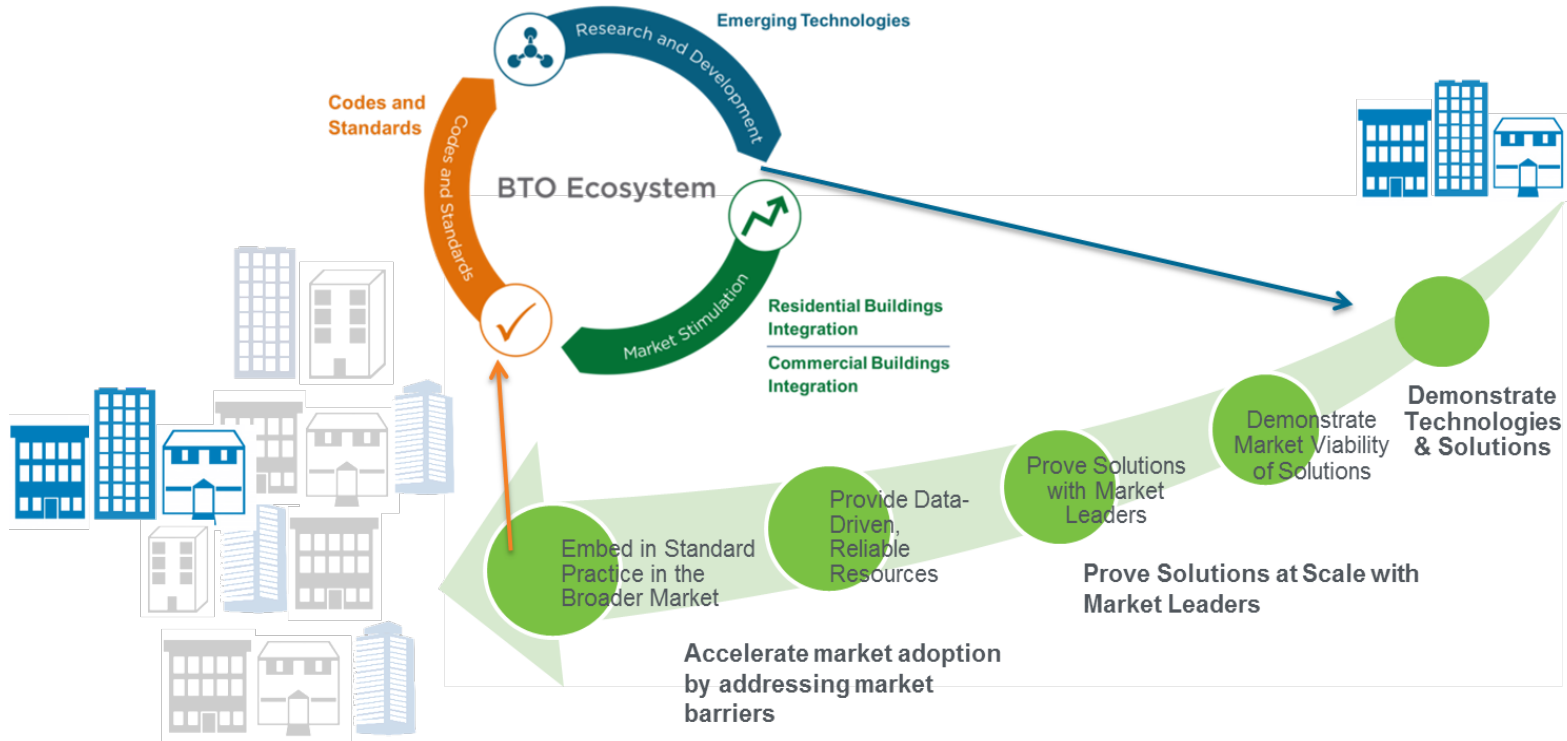 Emerging Technologies
Research and Development
Codes and
Standards
Codes and Standards
BTO Ecosystem
Market Stimulation
Residential Buildings
Integration
Commercial Buildings
Integration
Demonstrate
Technologies
& Solutions
Demonstrate
Market Viability
of Solutions
Prove Solutions
with Market
Leaders
Provide Data-
Driven,
Reliable
Resources
Embed in Standard
Practice in the
Broader Market
Prove Solutions at Scale with
Market Leaders
Accelerate market adoption
by addressing market
barriers